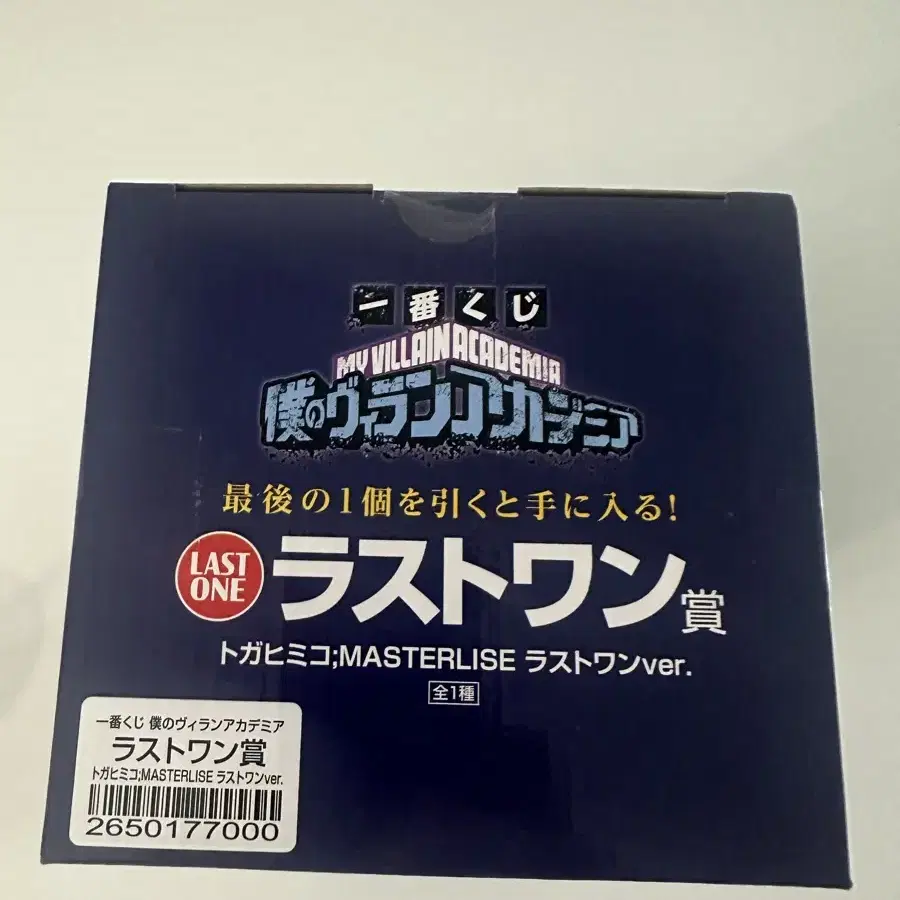 一番くじ
MY VILLAIN ACADEMIA
僕のヴィランアカデミア
最後の1個を引くと手に入る!
LAST
ONE
ラストワン賞
トガヒミコ;MASTERLISE ラストワンver.
全1種
一番くじ 僕のヴィランアカデミア
ラストワン賞
トガヒミコ;MASTERLISE ラストワンver.
2650177000